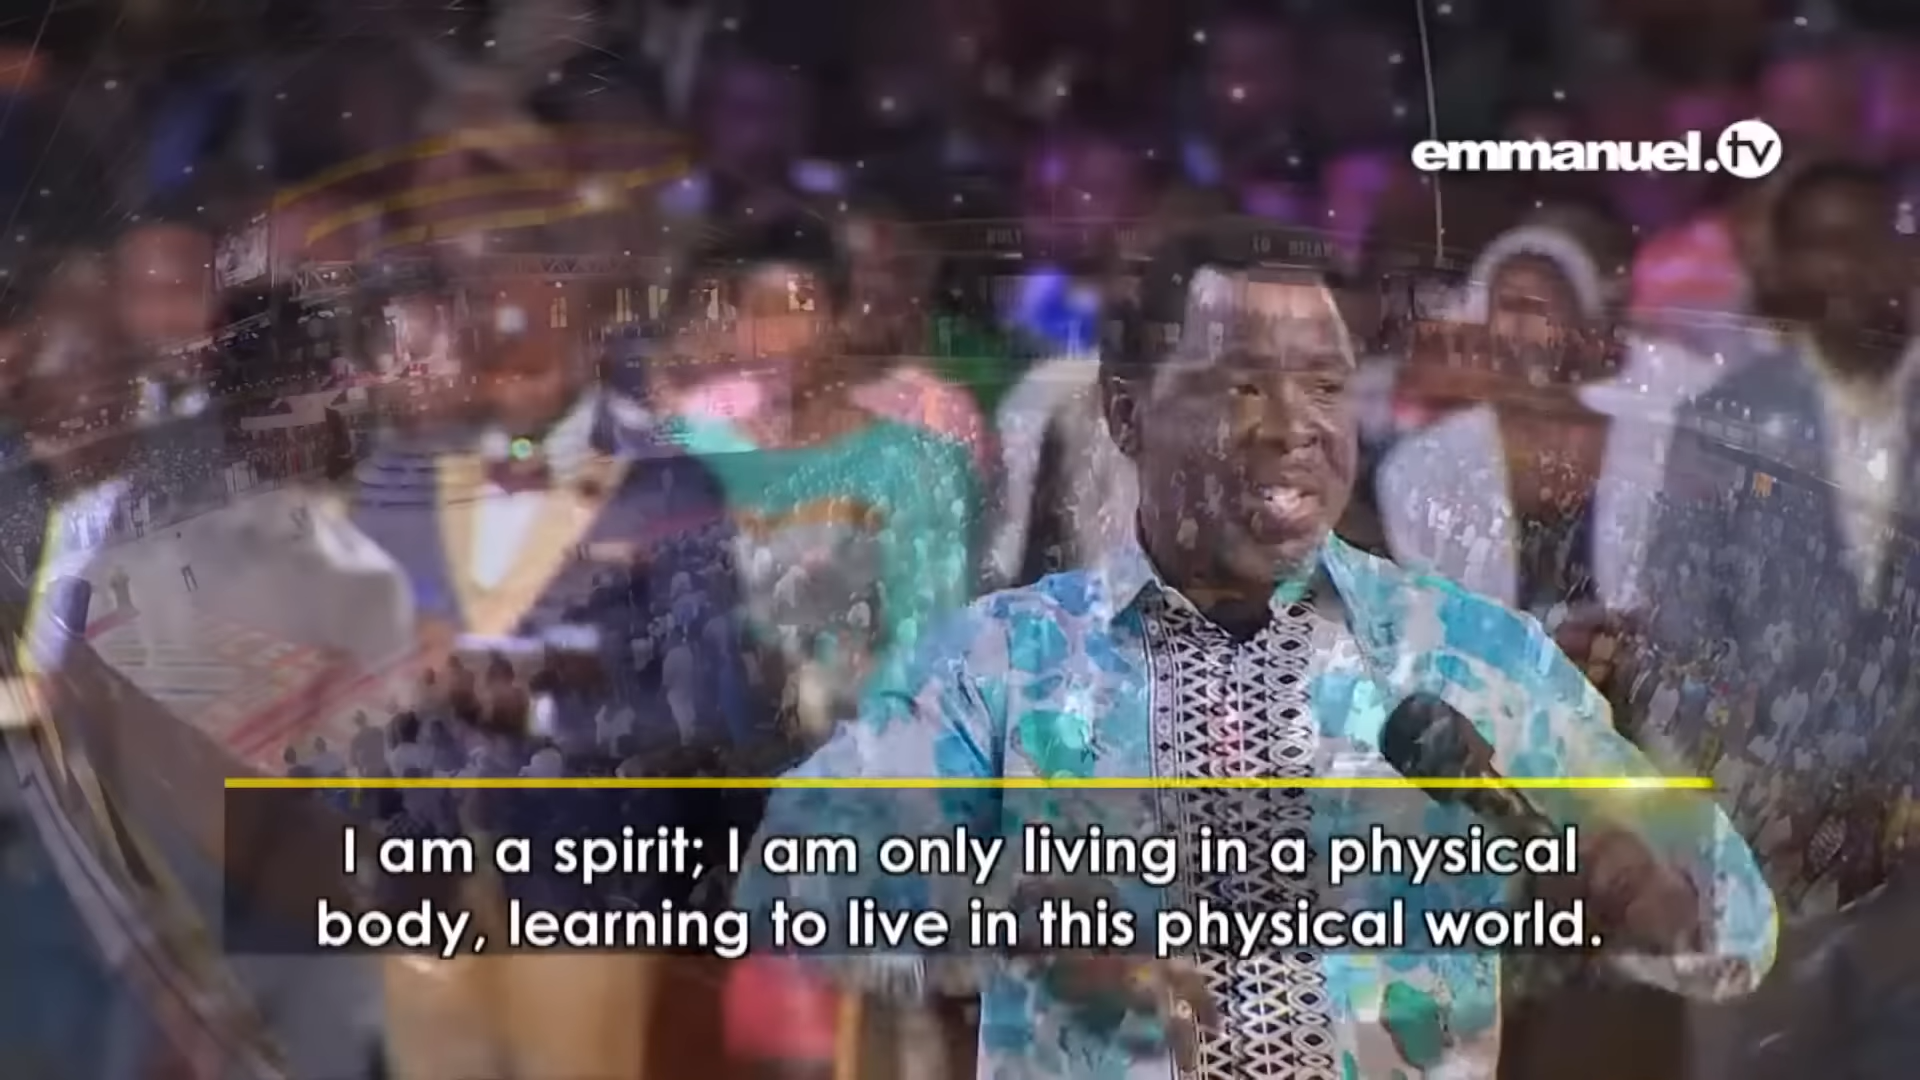 emmanuel.tv
I am a spirit; I am only living in a physical
body, learning to live in this physical world.